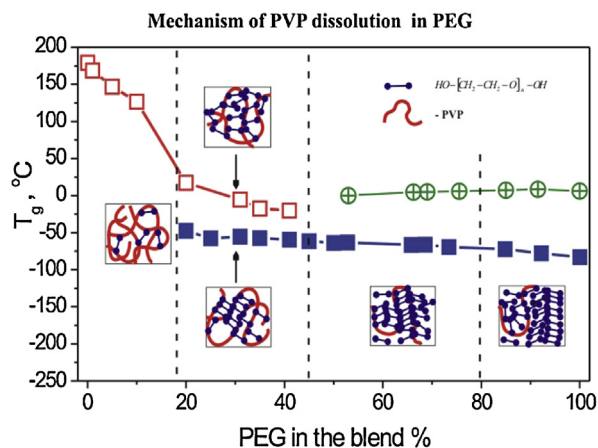 Mechanism of PVP dissolution in PEG
200
150
100
50
0
-50
-100
-150
-200
-250
T_g, °C
HO-[CH₂-CH₂-O]ₙ-OH
- PVP
0 20 40 60 80 100
PEG in the blend %